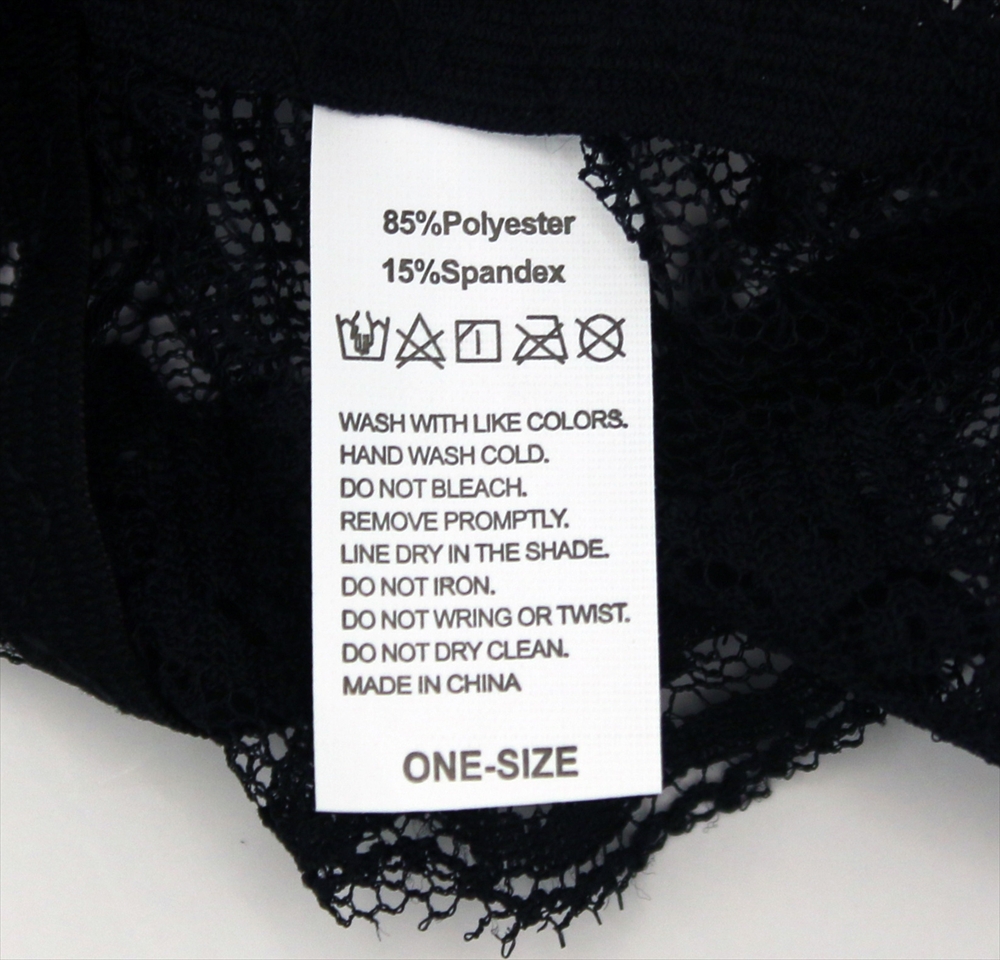 85%Polyester
15%Spandex
WASH WITH LIKE COLORS.
HAND WASH COLD.
DO NOT BLEACH.
REMOVE PROMPTLY.
LINE DRY IN THE SHADE.
DO NOT IRON.
DO NOT WRING OR TWIST.
DO NOT DRY CLEAN.
MADE IN CHINA
ONE-SIZE